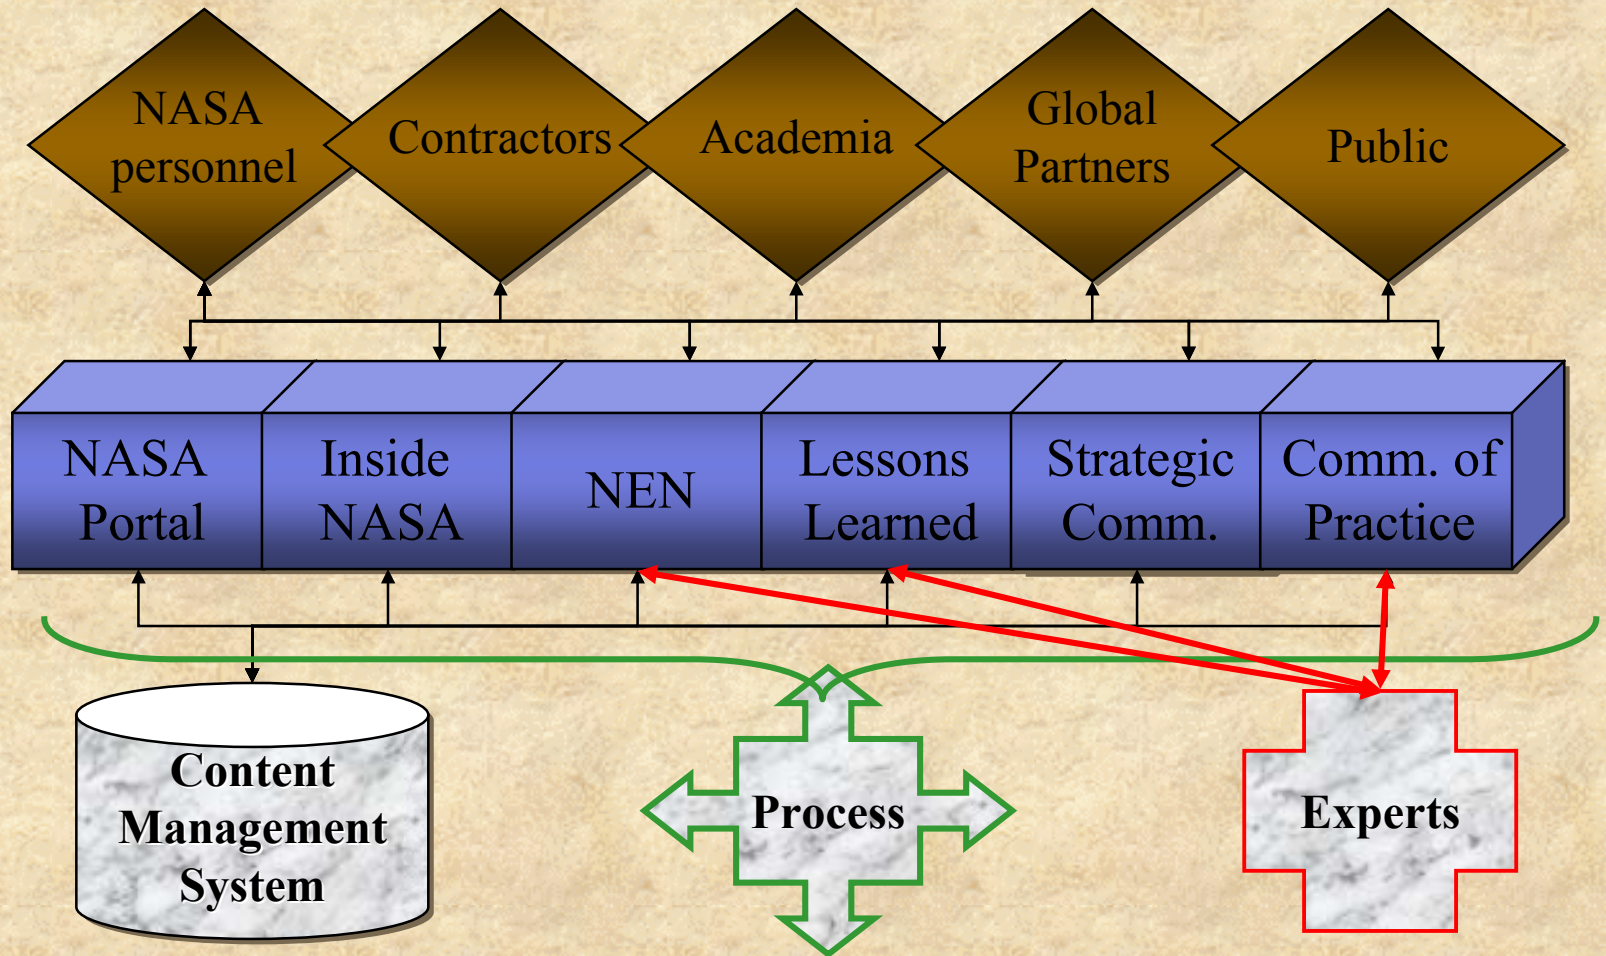 NASA
personnel
Contractors
Academia
Global
Partners
Public
NASA
Portal
Inside
NASA
NEN
Lessons
Learned
Strategic
Comm.
Comm. of
Practice
Content
Management
System
Process
Experts